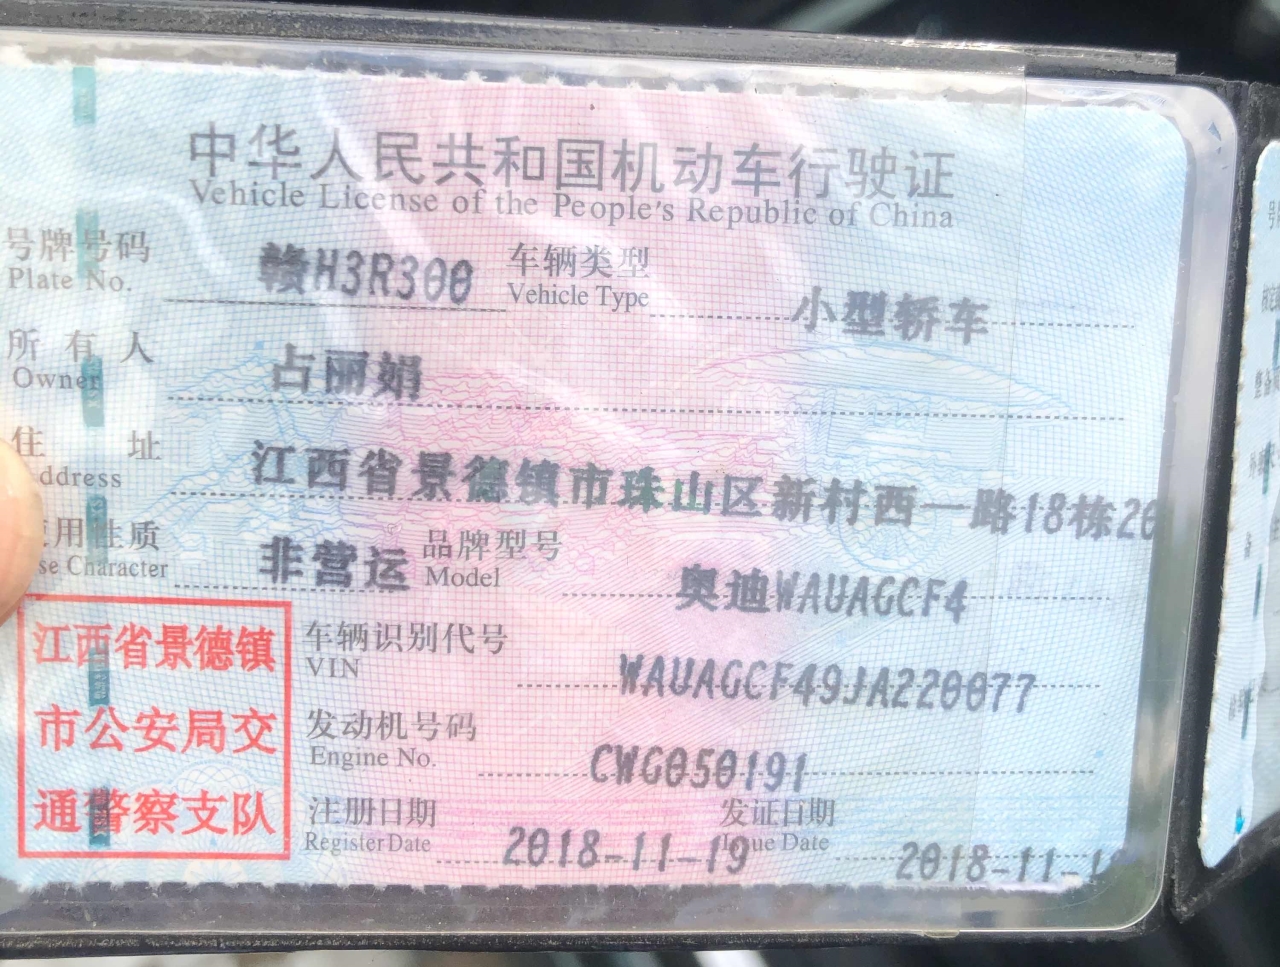 中华人民共和国机动车行驶证
Vehicle License of the People's Republic of China
号牌号码 赣H3R300 车辆类型 小型轿车
Plate No. Vehicle Type
所有人 占丽娟
Owner
住址 江西省景德镇市珠山区新村西一路18栋20
ddress
用性质 非营运 品牌型号 奥迪WAUAGCF4
se Character Model
车辆识别代号 WAUAGCF49JA220077
VIN
发动机号码 CWG050191
Engine No.
注册日期 2018-11-19 发证日期 2018-11-1
Register Date Issue Date
江西省景德镇
市公安局交
通警察支队